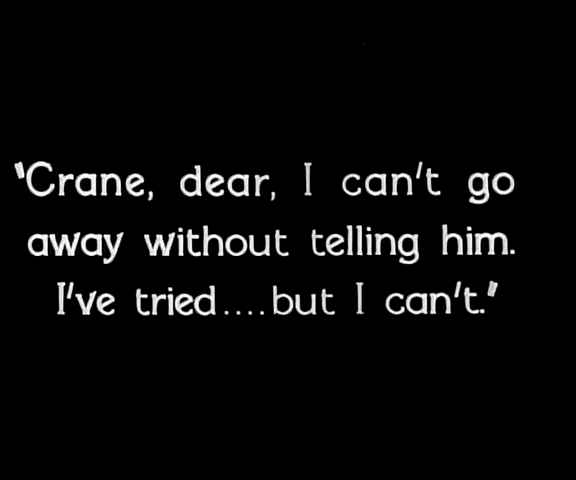 "Crane, dear, I can't go
away without telling him.
I've tried....but I can't."